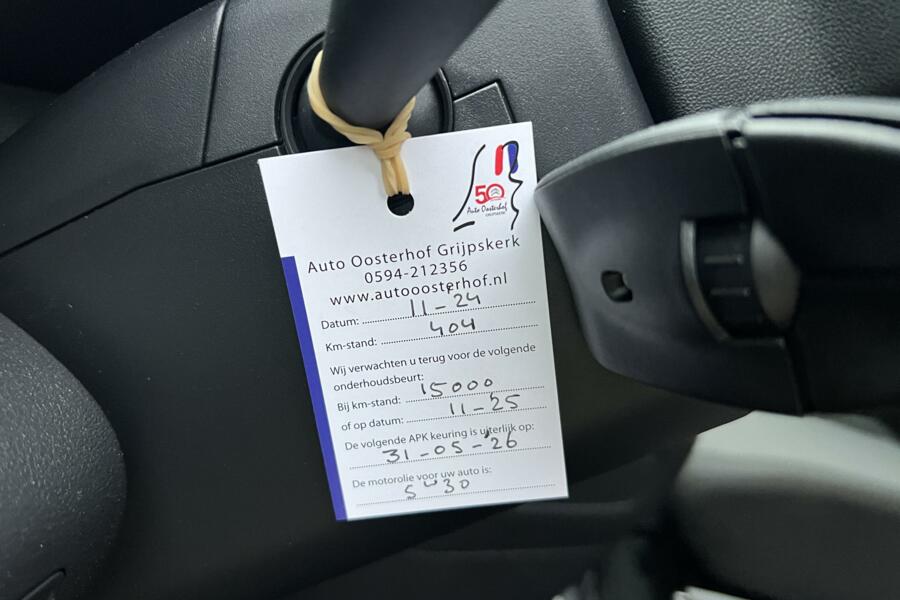 50
Auto Oosterhof
Auto Oosterhof Grijpskerk
0594-212356
www.autooosterhof.nl
Datum: 11-'24
Km-stand: 404
Wij verwachten u terug voor de volgende
onderhoudsbeurt:
Bij km-stand: 15000
of op datum: 11-'25
De volgende APK keuring is uiterlijk op:
31-05-'26
De motorolie voor uw auto is:
5w30